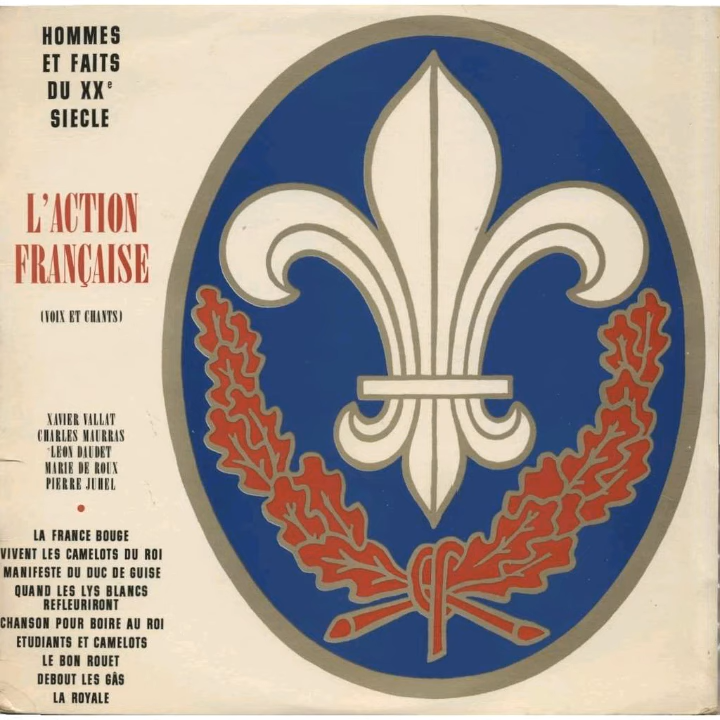 HOMMES
ET FAITS
DU XXe
SIECLE
L'ACTION
FRANÇAISE
(VOIX ET CHANTS)
XAVIER VALLAT
CHARLES MAURRAS
LEON DAUDET
MARIE DE ROUX
PIERRE JUHEL
LA FRANCE BOUGE
VIVENT LES CAMELOTS DU ROI
MANIFESTE DU DUC DE GUISE
QUAND LES LYS BLANCS
REFLEURIRONT
CHANSON POUR BOIRE AU ROI
ETUDIANTS ET CAMELOTS
LE BON ROUET
DEBOUT LES GÂS
LA ROYALE